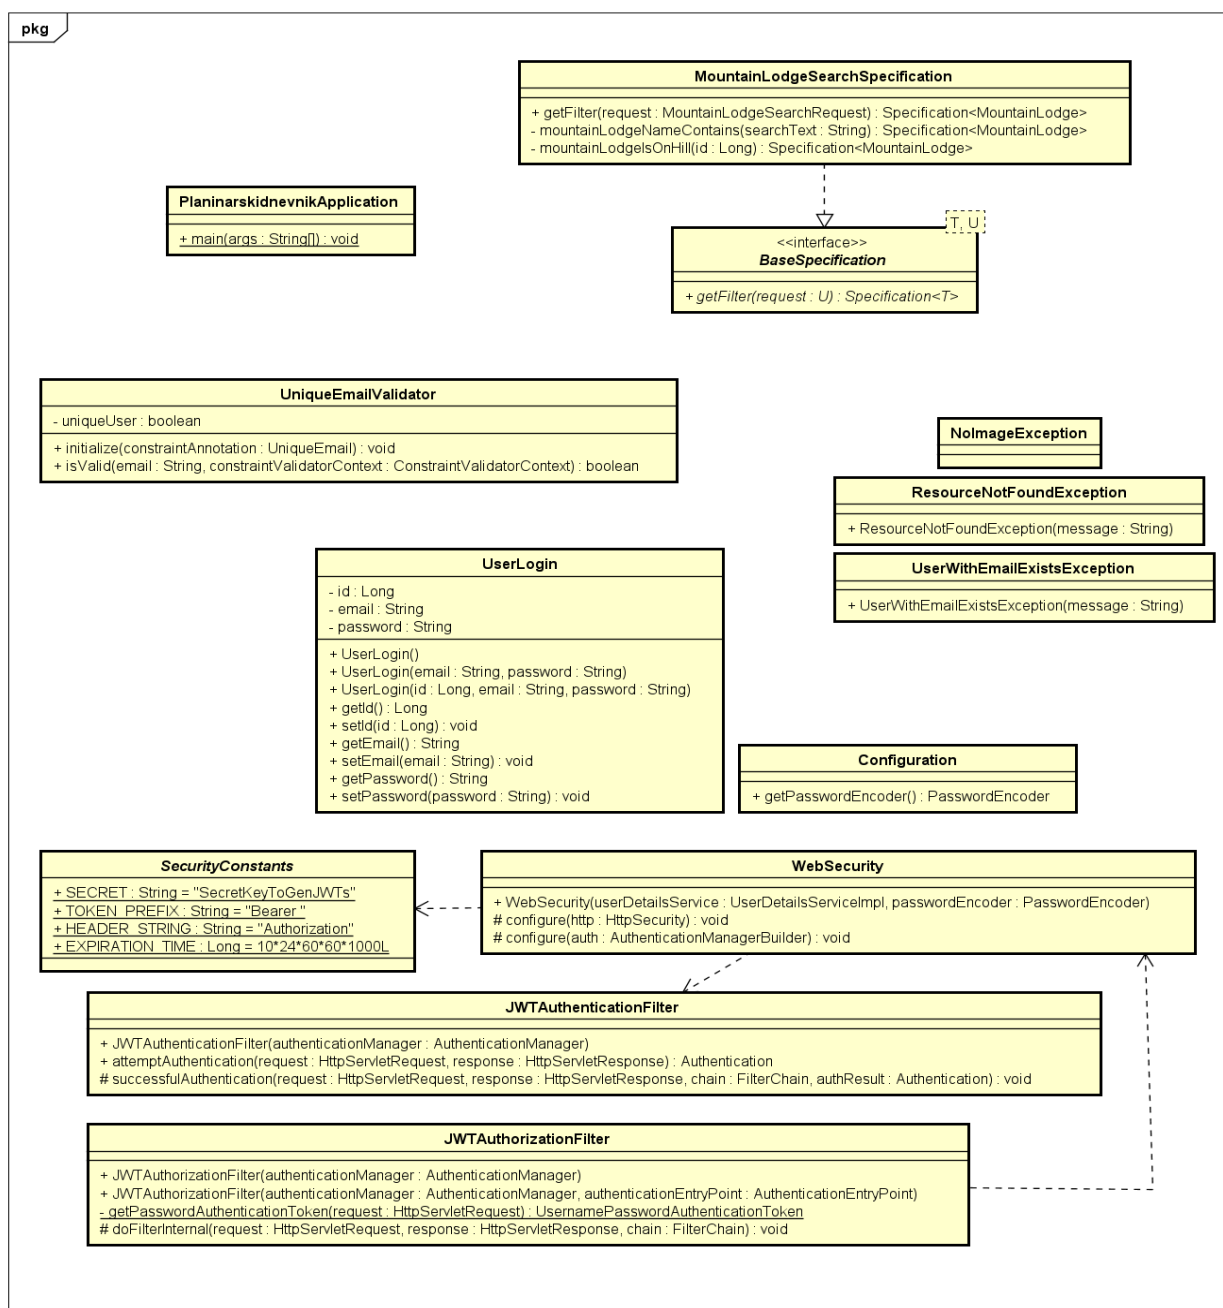 pkg
MountainLodgeSearchSpecification
+ getFilter(request : MountainLodgeSearchRequest) : Specification<MountainLodge>
- mountainLodgeNameContains(searchText : String) : Specification<MountainLodge>
- mountainLodgeIsOnHill(id : Long) : Specification<MountainLodge>
PlaninarskidnevnikApplication
+ main(args : String[]) : void
T, U
<<interface>>
BaseSpecification
+ getFilter(request : U) : Specification<T>
UniqueEmailValidator
- uniqueUser : boolean
+ initialize(constraintAnnotation : UniqueEmail) : void
+ isValid(email : String, constraintValidatorContext : ConstraintValidatorContext) : boolean
NoImageException
ResourceNotFoundException
+ ResourceNotFoundException(message : String)
UserWithEmailExistsException
+ UserWithEmailExistsException(message : String)
UserLogin
- id : Long
- email : String
- password : String
+ UserLogin()
+ UserLogin(email : String, password : String)
+ UserLogin(id : Long, email : String, password : String)
+ getId() : Long
+ setId(id : Long) : void
+ getEmail() : String
+ setEmail(email : String) : void
+ getPassword() : String
+ setPassword(password : String) : void
Configuration
+ getPasswordEncoder() : PasswordEncoder
SecurityConstants
+ SECRET : String = "SecretKeyToGenJWTs"
+ TOKEN_PREFIX : String = "Bearer "
+ HEADER_STRING : String = "Authorization"
+ EXPIRATION_TIME : Long = 10*24*60*60*1000L
WebSecurity
+ WebSecurity(userDetailsService : UserDetailsServiceImpl, passwordEncoder : PasswordEncoder)
# configure(http : HttpSecurity) : void
# configure(auth : AuthenticationManagerBuilder) : void
JWTAuthenticationFilter
+ JWTAuthenticationFilter(authenticationManager : AuthenticationManager)
+ attemptAuthentication(request : HttpServletRequest, response : HttpServletResponse) : Authentication
# successfulAuthentication(request : HttpServletRequest, response : HttpServletResponse, chain : FilterChain, authResult : Authentication) : void
JWTAuthorizationFilter
+ JWTAuthorizationFilter(authenticationManager : AuthenticationManager)
+ JWTAuthorizationFilter(authenticationManager : AuthenticationManager, authenticationEntryPoint : AuthenticationEntryPoint)
- getPasswordAuthenticationToken(request : HttpServletRequest) : UsernamePasswordAuthenticationToken
# doFilterInternal(request : HttpServletRequest, response : HttpServletResponse, chain : FilterChain) : void